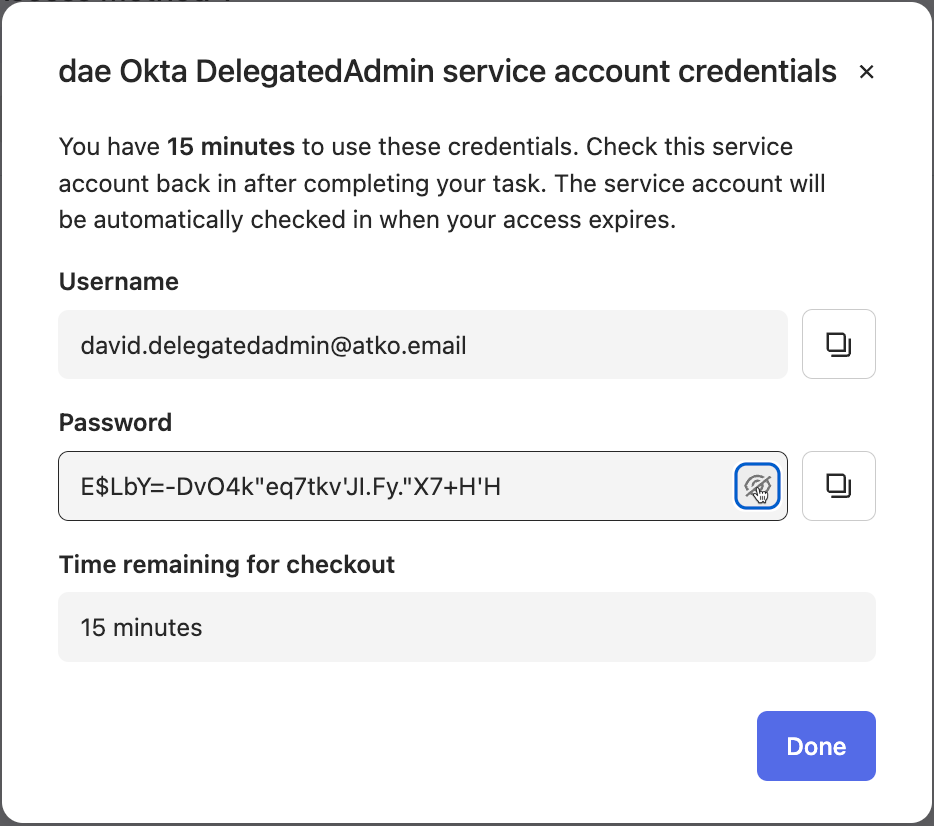 dae Okta DelegatedAdmin service account credentials
You have 15 minutes to use these credentials. Check this service
account back in after completing your task. The service account will
be automatically checked in when your access expires.
Username
david.delegatedadmin@atko.email
Password
E$LbY=-DvO4k"eq7tkv'JI.Fy."X7+H'H
Time remaining for checkout
15 minutes
Done